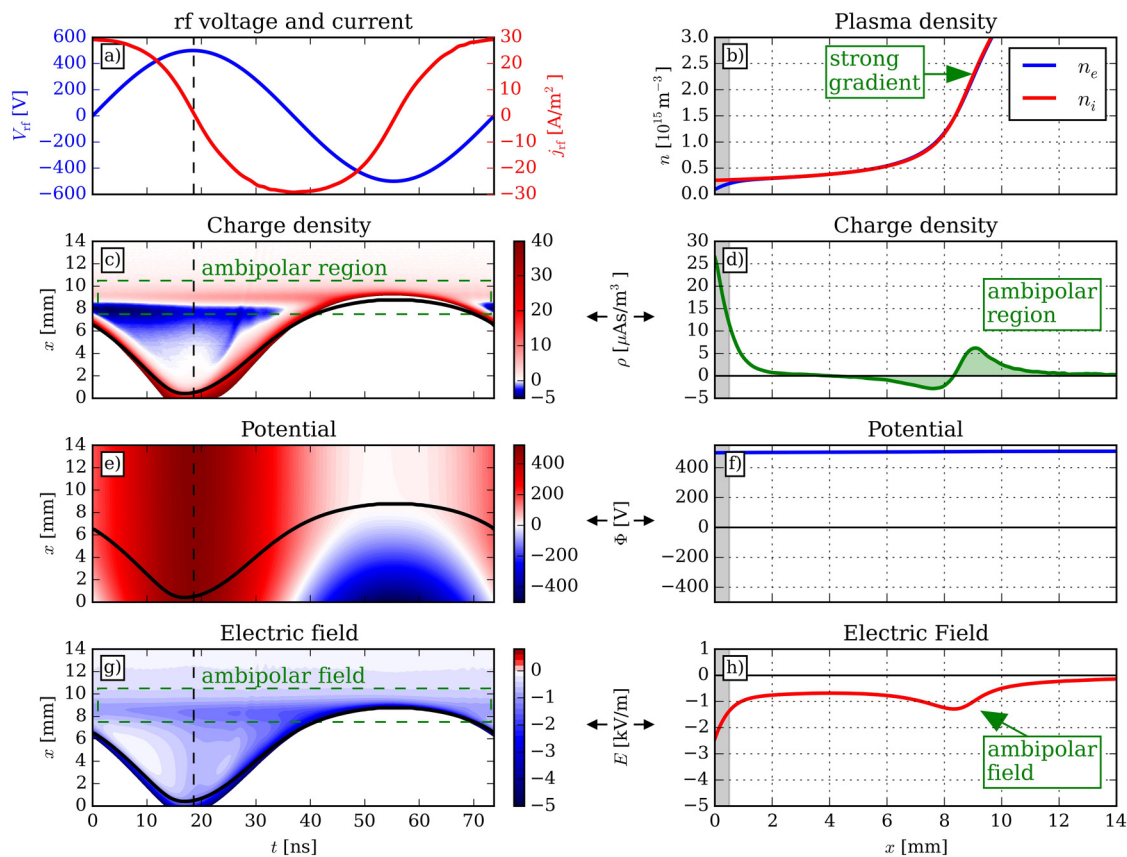 rf voltage and current
a)
600
400
200
0
−200
−400
−600
V_rf [V]
30
20
10
0
−10
−20
−30
j_rf [A/m²]
Plasma density
b)
strong
gradient
n_e
n_i
3.0
2.5
2.0
1.5
1.0
0.5
0.0
n [10¹⁵ m⁻³]
Charge density
c)
ambipolar region
14
12
10
8
6
4
2
0
x [mm]
40
30
20
10
0
−5
ρ [μAs/m³]
Charge density
d)
ambipolar
region
30
25
20
15
10
5
0
−5
Potential
e)
14
12
10
8
6
4
2
0
x [mm]
400
200
0
−200
−400
Φ [V]
Potential
f)
400
200
0
−200
−400
Electric field
g)
ambipolar field
14
12
10
8
6
4
2
0
x [mm]
0 10 20 30 40 50 60 70
t [ns]
0
−1
−2
−3
−4
−5
E [kV/m]
Electric Field
h)
ambipolar
field
1
0
−1
−2
−3
−4
−5
0 2 4 6 8 10 12 14
x [mm]